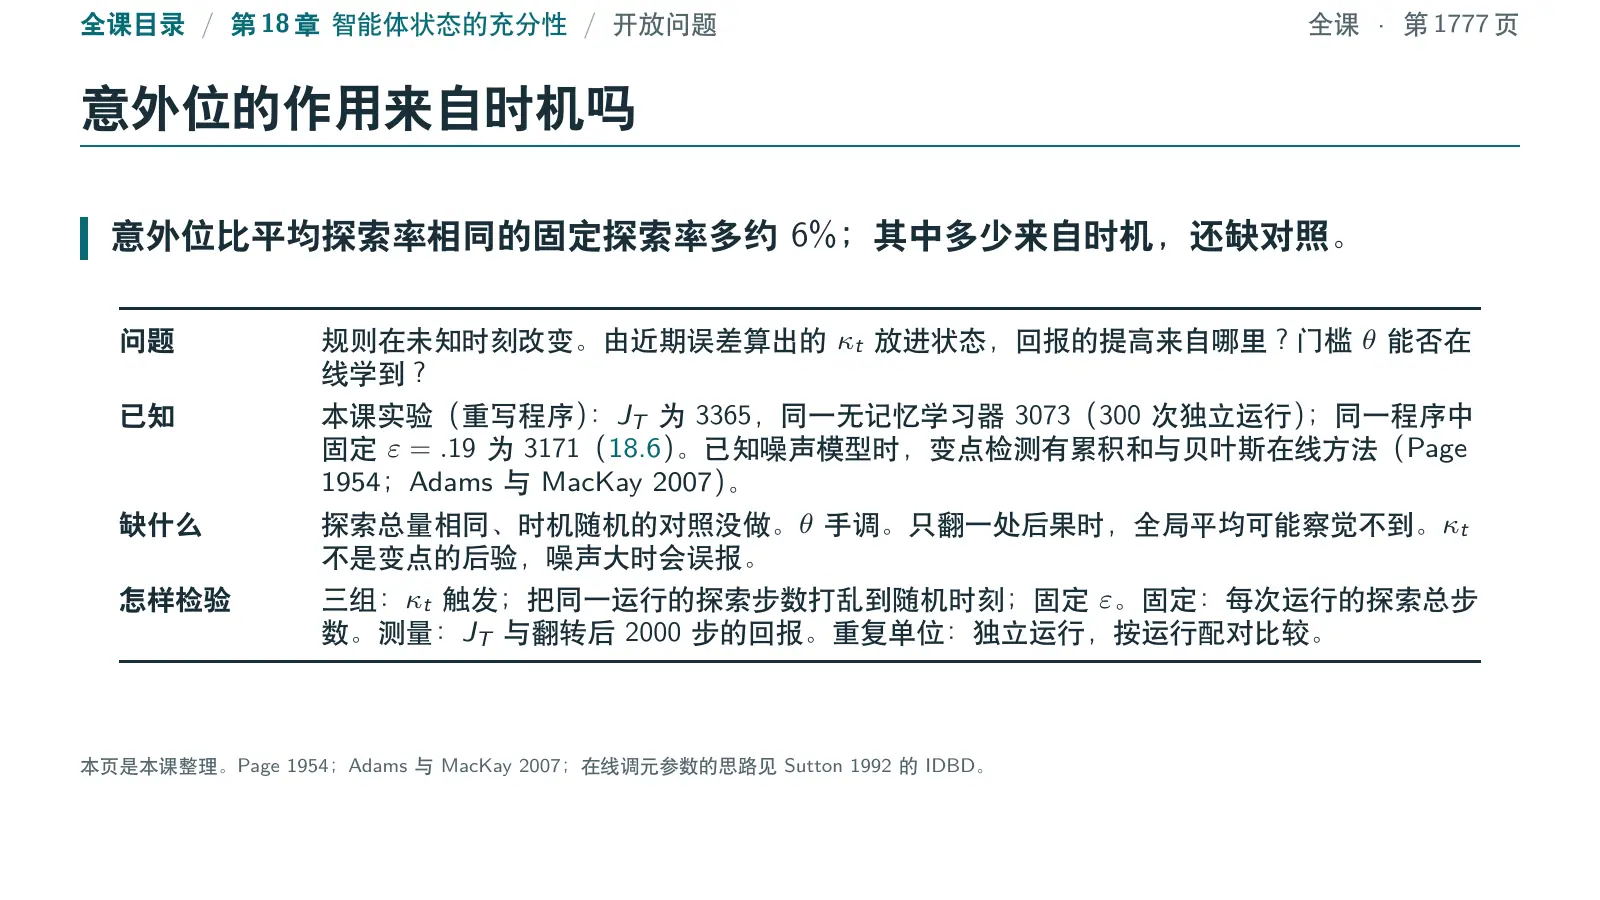 全课目录 / 第 18 章 智能体状态的充分性 / 开放问题
全课 · 第 1777 页
意外位的作用来自时机吗
意外位比平均探索率相同的固定探索率多约 6%；其中多少来自时机，还缺对照。
问题
规则在未知时刻改变。由近期误差算出的 κt 放进状态，回报的提高来自哪里？门槛 θ 能否在
线学到？
已知
本课实验（重写程序）：JT 为 3365，同一无记忆学习器 3073（300 次独立运行）；同一程序中
固定 ε = .19 为 3171（18.6）。已知噪声模型时，变点检测有累积和与贝叶斯在线方法（Page
1954；Adams 与 MacKay 2007）。
缺什么
探索总量相同、时机随机的对照没做。θ 手调。只翻一处后果时，全局平均可能察觉不到。κt
不是变点的后验，噪声大时会误报。
怎样检验
三组：κt 触发；把同一运行的探索步数打乱到随机时刻；固定 ε。固定：每次运行的探索总步
数。测量：JT 与翻转后 2000 步的回报。重复单位：独立运行，按运行配对比较。
本页是本课整理。Page 1954；Adams 与 MacKay 2007；在线调元参数的思路见 Sutton 1992 的 IDBD。